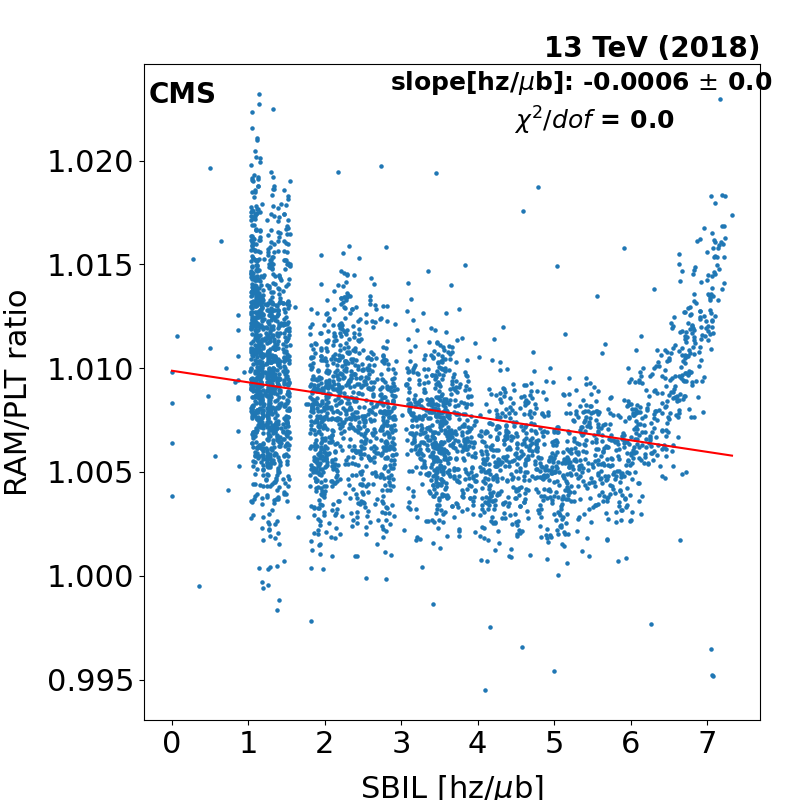 13 TeV (2018)
CMS
slope[hz/μb]: -0.0006 ± 0.0
χ²/dof = 0.0
RAM/PLT ratio
1.020
1.015
1.010
1.005
1.000
0.995
0 1 2 3 4 5 6 7
SBIL [hz/μb]